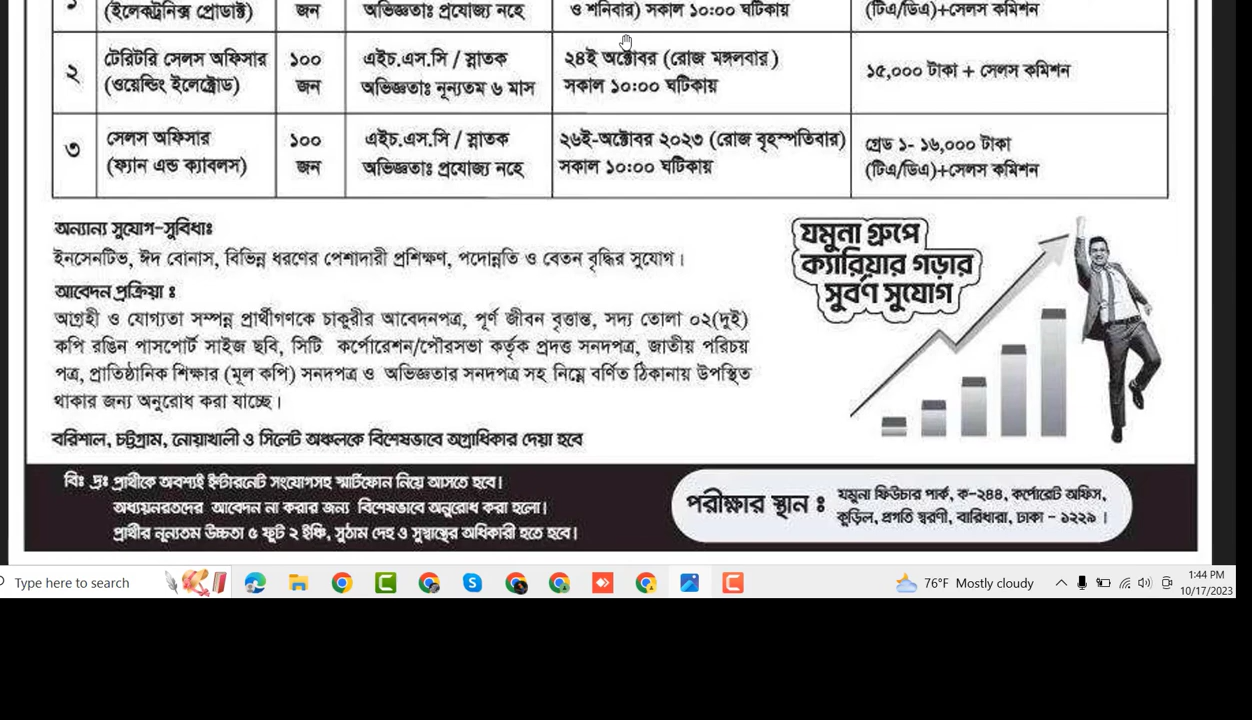 (ইলেকট্রনিক্স প্রোডাক্ট) জন অভিজ্ঞতাঃ প্রযোজ্য নহে ও শনিবার) সকাল ১০:০০ ঘটিকায় (টিএ/ডিএ)+সেলস কমিশন
২ টেরিটরি সেলস অফিসার ১০০ এইচ.এস.সি / স্নাতক ২৪ই অক্টোবর (রোজ মঙ্গলবার) ১৫,০০০ টাকা + সেলস কমিশন
(ওয়েল্ডিং ইলেক্ট্রোড) জন অভিজ্ঞতাঃ নূন্যতম ৬ মাস সকাল ১০:০০ ঘটিকায়
৩ সেলস অফিসার ১০০ এইচ.এস.সি / স্নাতক ২৬ই-অক্টোবর ২০২৩ (রোজ বৃহস্পতিবার) গ্রেড ১- ১৬,০০০ টাকা
(ফ্যান এন্ড ক্যাবলস) জন অভিজ্ঞতাঃ প্রযোজ্য নহে সকাল ১০:০০ ঘটিকায় (টিএ/ডিএ)+সেলস কমিশন
অন্যান্য সুযোগ-সুবিধাঃ
ইনসেনটিভ, ঈদ বোনাস, বিভিন্ন ধরণের পেশাদারী প্রশিক্ষণ, পদোন্নতি ও বেতন বৃদ্ধির সুযোগ।
আবেদন প্রক্রিয়া ঃ
আগ্রহী ও যোগ্যতা সম্পন্ন প্রার্থীগণকে চাকুরীর আবেদনপত্র, পূর্ণ জীবন বৃত্তান্ত, সদ্য তোলা ০২(দুই)
কপি রঙিন পাসপোর্ট সাইজ ছবি, সিটি কর্পোরেশন/পৌরসভা কর্তৃক প্রদত্ত সনদপত্র, জাতীয় পরিচয়
পত্র, প্রাতিষ্ঠানিক শিক্ষার (মূল কপি) সনদপত্র ও অভিজ্ঞতার সনদপত্র সহ নিম্নে বর্ণিত ঠিকানায় উপস্থিত
থাকার জন্য অনুরোধ করা যাচ্ছে।
বরিশাল, চট্টগ্রাম, নোয়াখালী ও সিলেট অঞ্চলকে বিশেষভাবে অগ্রাধিকার দেয়া হবে
যমুনা গ্রুপে
ক্যারিয়ার গড়ার
সুবর্ণ সুযোগ
বিঃ দ্রঃ প্রার্থীকে অবশ্যই ইন্টারনেট সংযোগসহ স্মার্টফোন নিয়ে আসতে হবে।
অধ্যয়নরতদের আবেদন না করার জন্য বিশেষভাবে অনুরোধ করা হলো।
প্রার্থীর নূন্যতম উচ্চতা ৫ ফুট ২ ইঞ্চি, সুঠাম দেহ ও সুস্বাস্থ্যের অধিকারী হতে হবে।
পরীক্ষার স্থান ঃ যমুনা ফিউচার পার্ক, ক-২৪৪, কর্পোরেট অফিস,
কুড়িল, প্রগতি স্বরণী, বারিধারা, ঢাকা - ১২২৯।
Type here to search 76°F Mostly cloudy 1:44 PM
10/17/2023